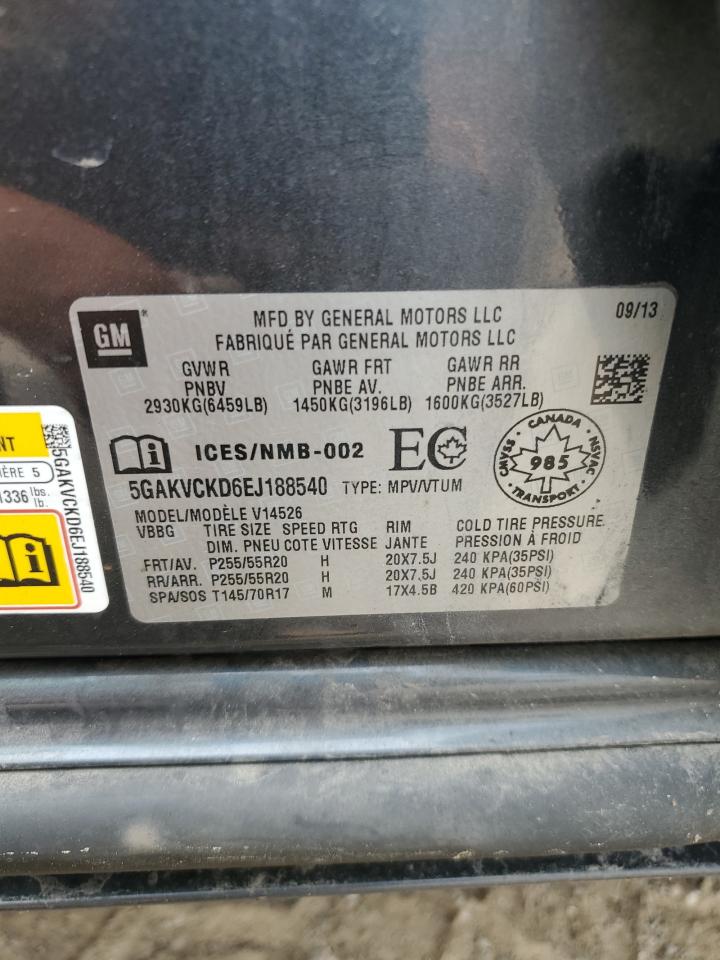 GM
MFD BY GENERAL MOTORS LLC
FABRIQUÉ PAR GENERAL MOTORS LLC
09/13
GVWR GAWR FRT GAWR RR
PNBV PNBE AV. PNBE ARR.
2930KG(6459LB) 1450KG(3196LB) 1600KG(3527LB)
ICES/NMB-002 EC
CANADA
CMVSS NSVAC
985
TRANSPORT
5GAKVCKD6EJ188540 TYPE: MPV/VTUM
MODEL/MODÈLE V14526
VBBG TIRE SIZE SPEED RTG RIM COLD TIRE PRESSURE
DIM. PNEU COTE VITESSE JANTE PRESSION À FROID
FRT/AV. P255/55R20 H 20X7.5J 240 KPA(35PSI)
RR/ARR. P255/55R20 H 20X7.5J 240 KPA(35PSI)
SPA/SOS T145/70R17 M 17X4.5B 420 KPA(60PSI)
NT
IÈRE 5
1336 lbs.
lb.
5GAKVCKD6EJ188540